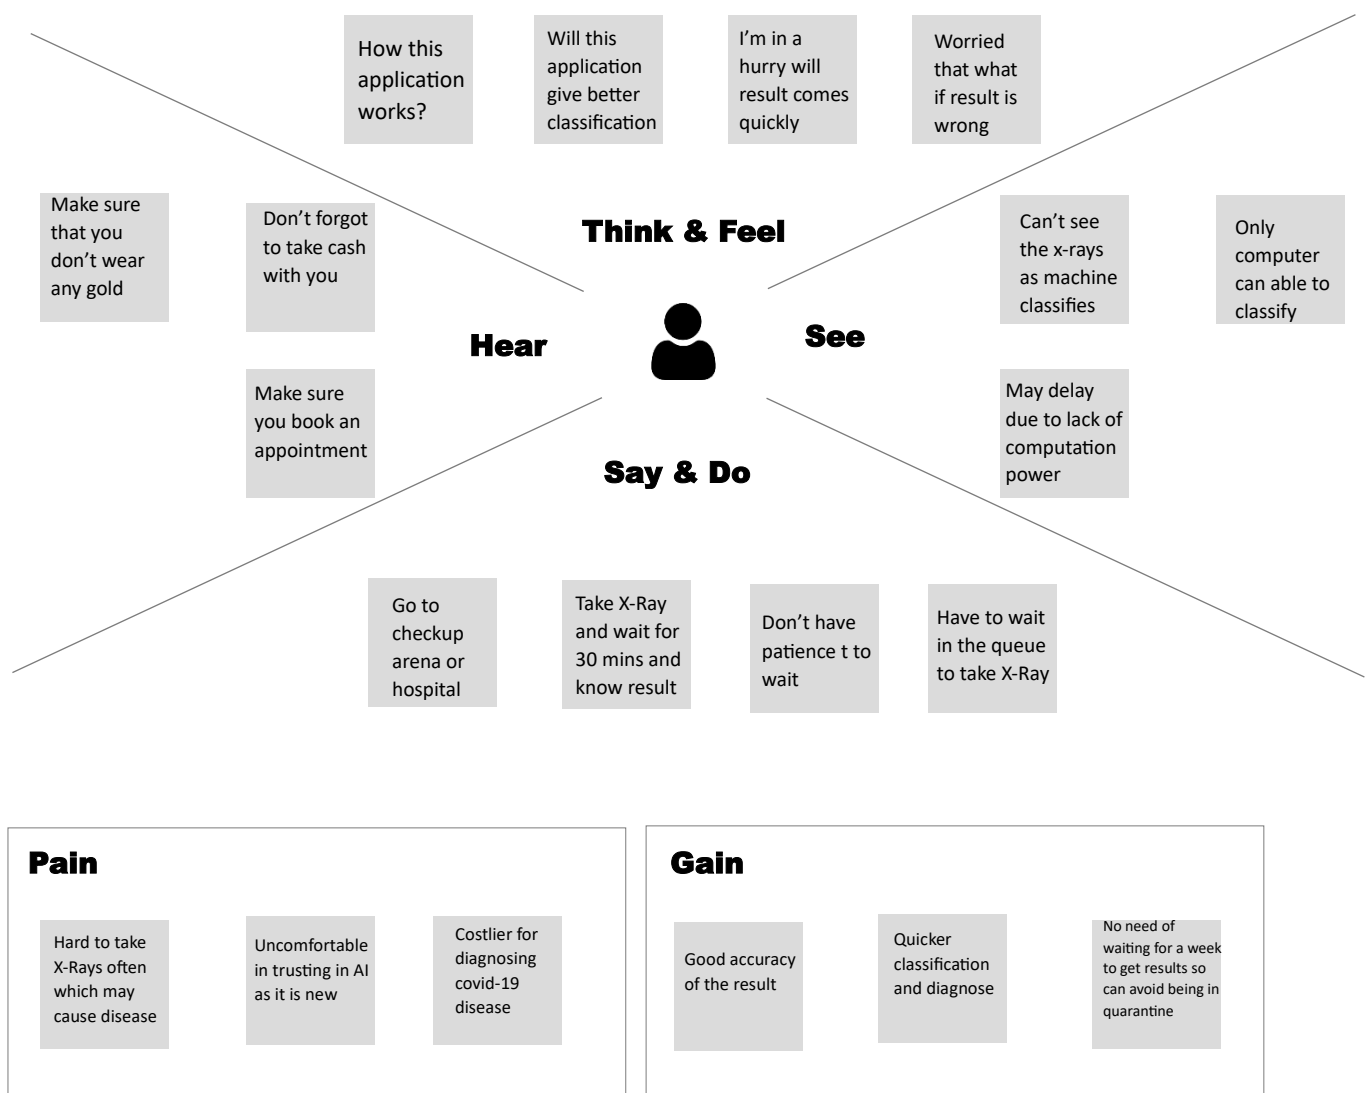 How this
application
works?
Will this
application
give better
classification
I'm in a
hurry will
result comes
quickly
Worried
that what
if result is
wrong
Think & Feel
Make sure
that you
don't wear
any gold
Don't forgot
to take cash
with you
Make sure
you book an
appointment
Hear
See
Can't see
the x-rays
as machine
classifies
Only
computer
can able to
classify
May delay
due to lack of
computation
power
Say & Do
Go to
checkup
arena or
hospital
Take X-Ray
and wait for
30 mins and
know result
Don't have
patience t to
wait
Have to wait
in the queue
to take X-Ray
Pain
Hard to take
X-Rays often
which may
cause disease
Uncomfortable
in trusting in AI
as it is new
Costlier for
diagnosing
covid-19
disease
Gain
Good accuracy
of the result
Quicker
classification
and diagnose
No need of
waiting for a week
to get results so
can avoid being in
quarantine